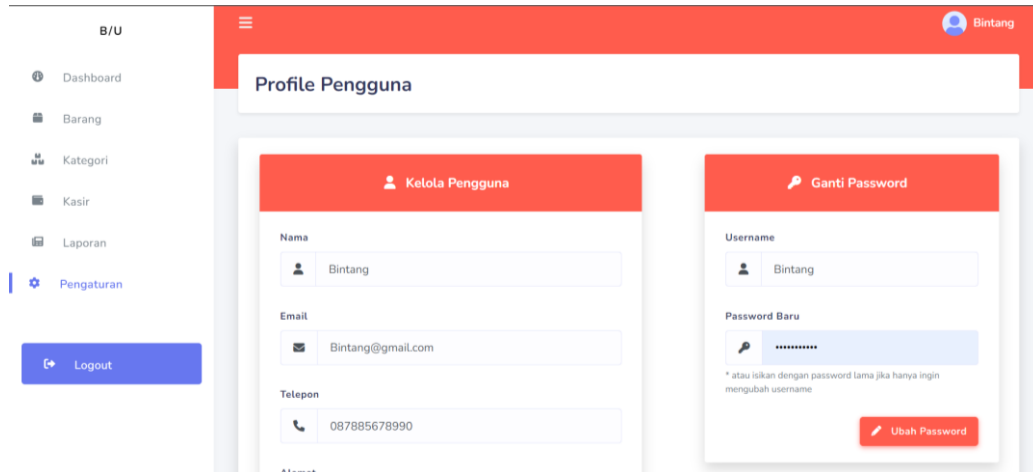 B/U
Bintang
Dashboard
Barang
Kategori
Kasir
Laporan
Pengaturan
Logout
Profile Pengguna
Kelola Pengguna
Nama
Bintang
Email
Bintang@gmail.com
Telepon
087885678990
Alamat
Ganti Password
Username
Bintang
Password Baru
* atau isikan dengan password lama jika hanya ingin
mengubah username
Ubah Password